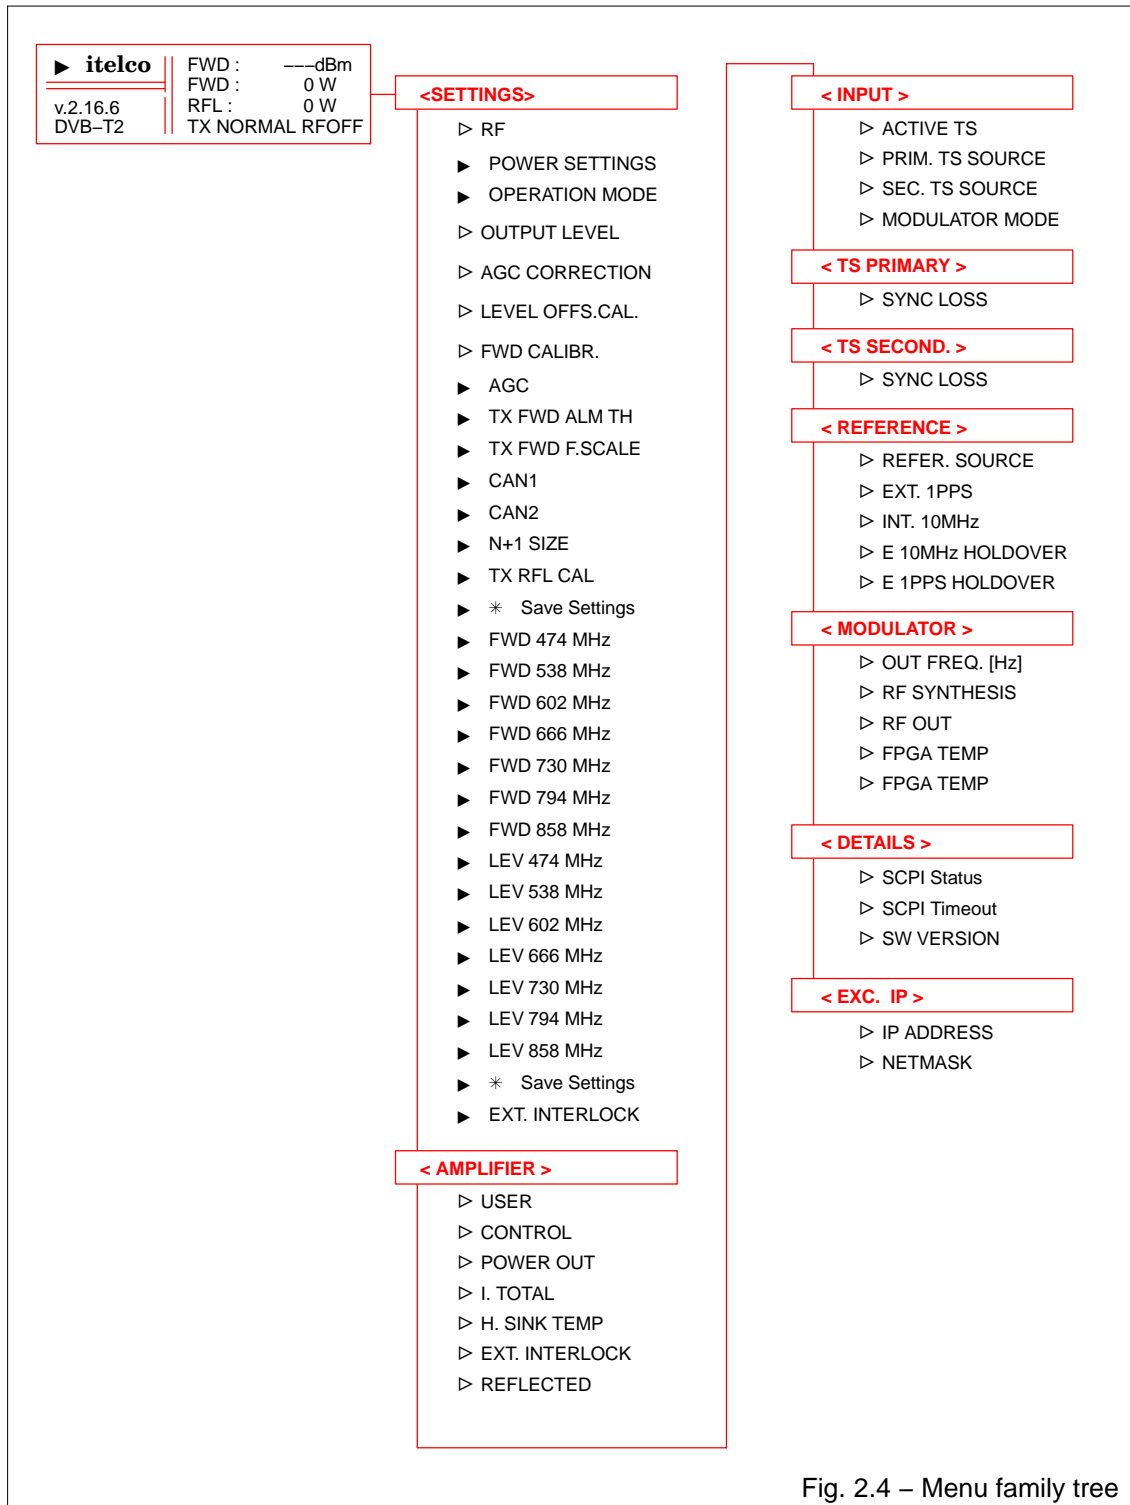 ▶ itelco
v.2.16.6
DVB–T2
FWD : –––dBm
FWD : 0 W
RFL : 0 W
TX NORMAL RFOFF
<SETTINGS>
▷ RF
▶ POWER SETTINGS
▶ OPERATION MODE
▷ OUTPUT LEVEL
▷ AGC CORRECTION
▷ LEVEL OFFS.CAL.
▷ FWD CALIBR.
▶ AGC
▶ TX FWD ALM TH
▶ TX FWD F.SCALE
▶ CAN1
▶ CAN2
▶ N+1 SIZE
▶ TX RFL CAL
▶ ✳ Save Settings
▶ FWD 474 MHz
▶ FWD 538 MHz
▶ FWD 602 MHz
▶ FWD 666 MHz
▶ FWD 730 MHz
▶ FWD 794 MHz
▶ FWD 858 MHz
▶ LEV 474 MHz
▶ LEV 538 MHz
▶ LEV 602 MHz
▶ LEV 666 MHz
▶ LEV 730 MHz
▶ LEV 794 MHz
▶ LEV 858 MHz
▶ ✳ Save Settings
▶ EXT. INTERLOCK
< AMPLIFIER >
▷ USER
▷ CONTROL
▷ POWER OUT
▷ I. TOTAL
▷ H. SINK TEMP
▷ EXT. INTERLOCK
▷ REFLECTED
< INPUT >
▷ ACTIVE TS
▷ PRIM. TS SOURCE
▷ SEC. TS SOURCE
▷ MODULATOR MODE
< TS PRIMARY >
▷ SYNC LOSS
< TS SECOND. >
▷ SYNC LOSS
< REFERENCE >
▷ REFER. SOURCE
▷ EXT. 1PPS
▷ INT. 10MHz
▷ E 10MHz HOLDOVER
▷ E 1PPS HOLDOVER
< MODULATOR >
▷ OUT FREQ. [Hz]
▷ RF SYNTHESIS
▷ RF OUT
▷ FPGA TEMP
▷ FPGA TEMP
< DETAILS >
▷ SCPI Status
▷ SCPI Timeout
▷ SW VERSION
< EXC. IP >
▷ IP ADDRESS
▷ NETMASK
Fig. 2.4 – Menu family tree